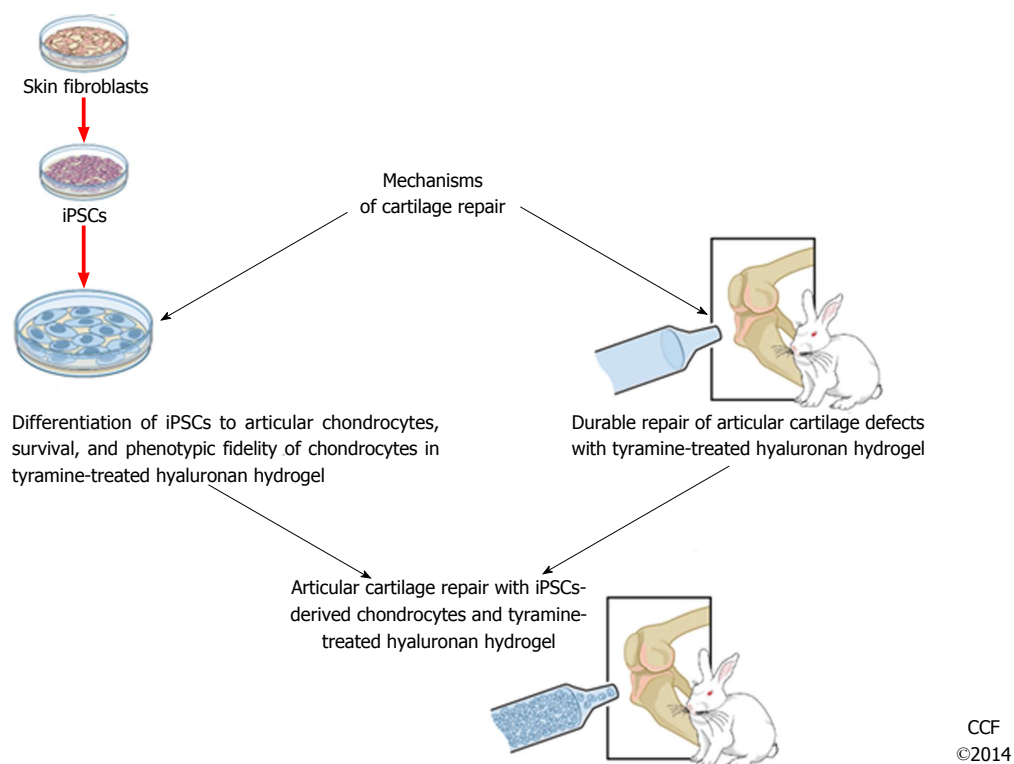 Skin fibroblasts
iPSCs
Mechanisms
of cartilage repair
Differentiation of iPSCs to articular chondrocytes,
survival, and phenotypic fidelity of chondrocytes in
tyramine-treated hyaluronan hydrogel
Durable repair of articular cartilage defects
with tyramine-treated hyaluronan hydrogel
Articular cartilage repair with iPSCs-
derived chondrocytes and tyramine-
treated hyaluronan hydrogel
CCF
©2014